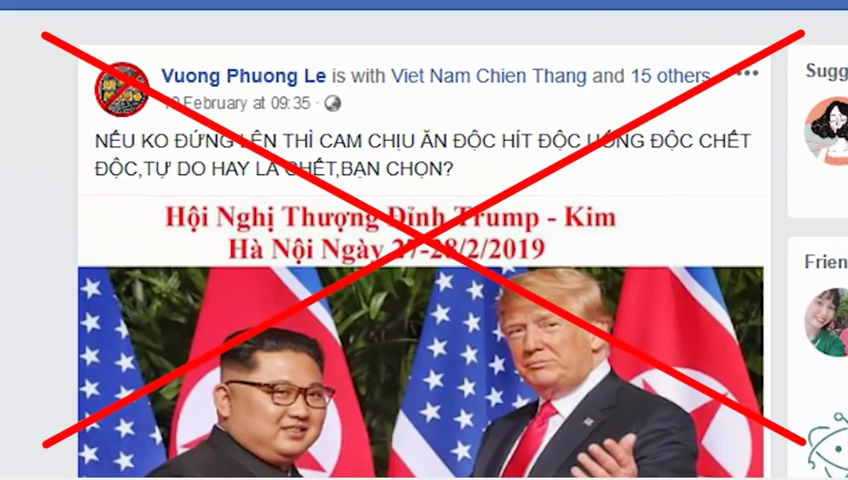 Vuong Phuong Le is with Viet Nam Chien Thang and 15 others
February at 09:35
NẾU KO ĐỨNG LÊN THÌ CAM CHỊU ĂN ĐỘC HÍT ĐỘC UỐNG ĐỘC CHẾT
ĐỘC,TỰ DO HAY LÀ CHẾT,BẠN CHỌN?
Hội Nghị Thượng Đỉnh Trump - Kim
Hà Nội Ngày 27-28/2/2019
Sugg
Frien